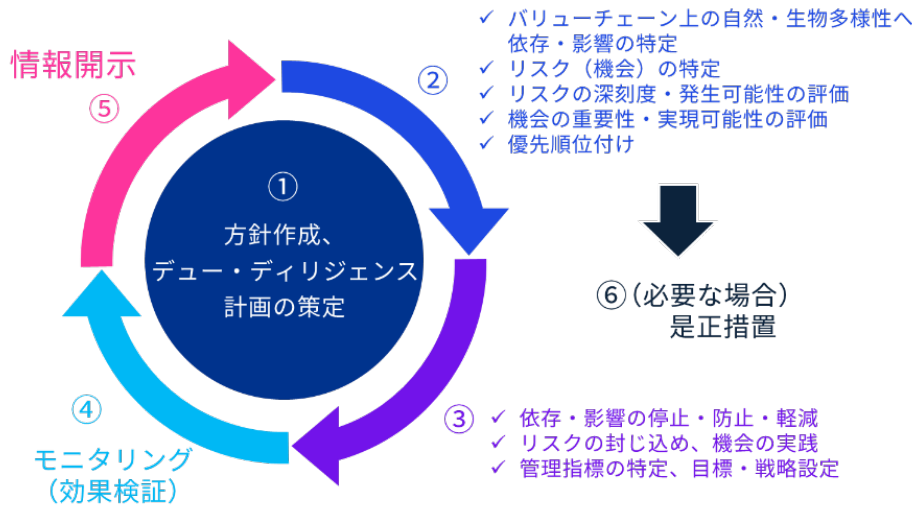 ①
方針作成、
デュー・ディリジェンス
計画の策定
②
✓ バリューチェーン上の自然・生物多様性へ
依存・影響の特定
✓ リスク（機会）の特定
✓ リスクの深刻度・発生可能性の評価
✓ 機会の重要性・実現可能性の評価
✓ 優先順位付け
③
✓ 依存・影響の停止・防止・軽減
✓ リスクの封じ込め、機会の実践
✓ 管理指標の特定、目標・戦略設定
④
モニタリング
（効果検証）
情報開示
⑤
⑥（必要な場合）
是正措置